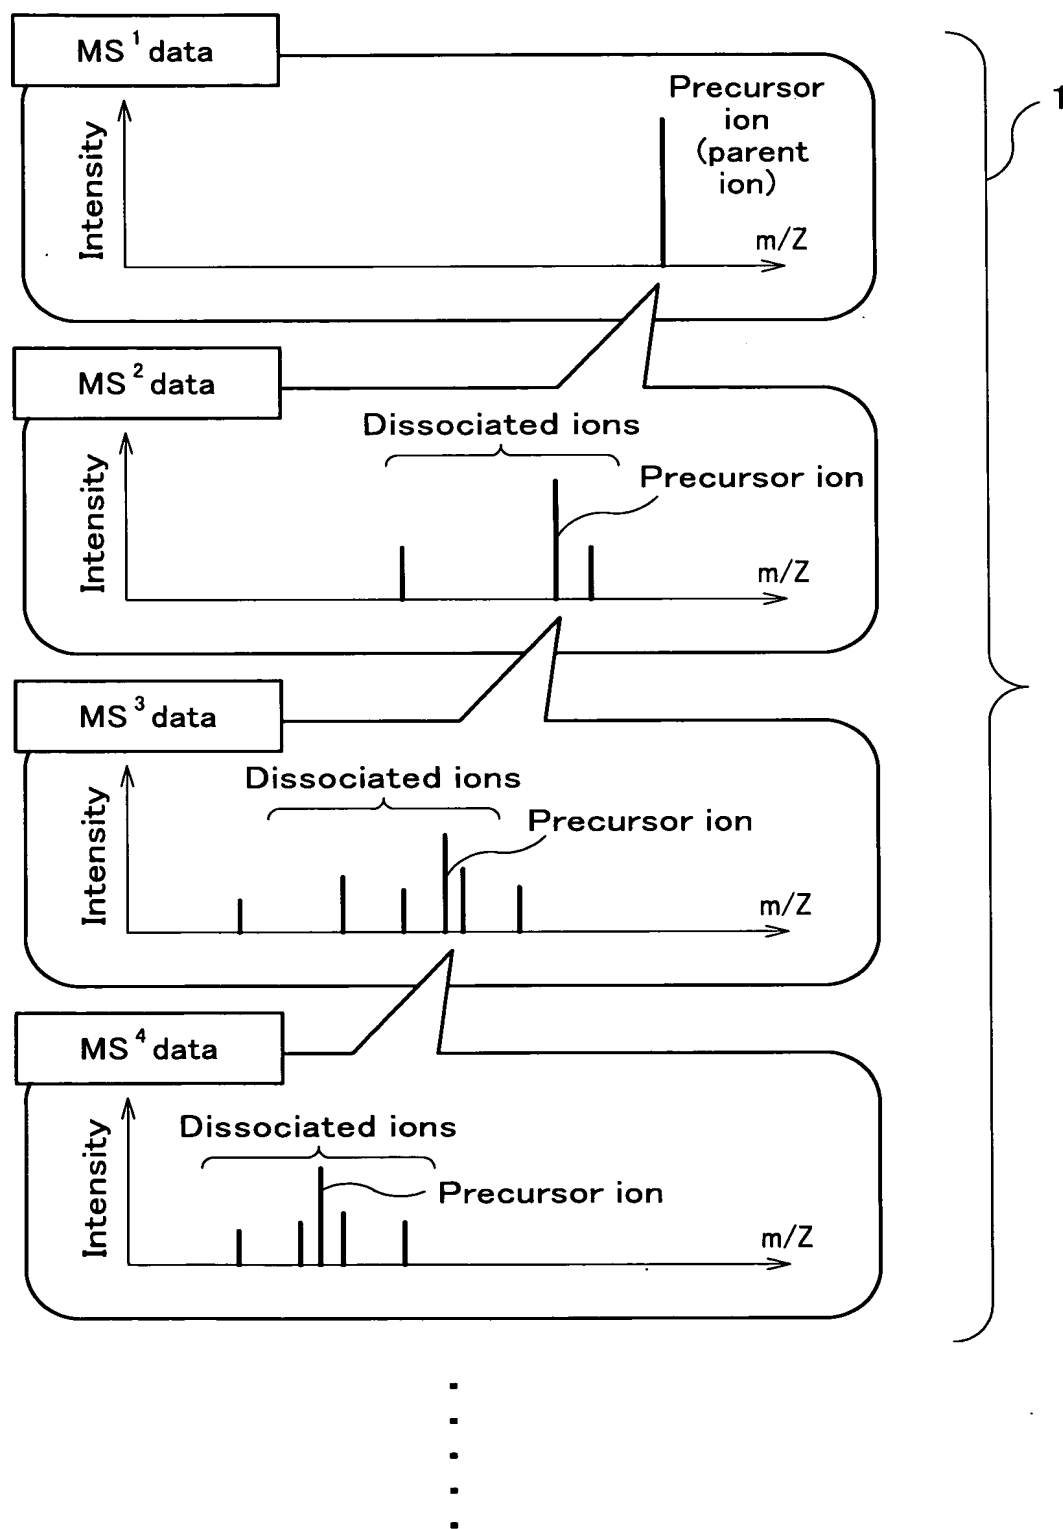 MS¹ data
Precursor
ion
(parent
ion)
Intensity
m/Z
1
MS² data
Dissociated ions
Precursor ion
Intensity
m/Z
MS³ data
Dissociated ions
Precursor ion
Intensity
m/Z
MS⁴ data
Dissociated ions
Precursor ion
Intensity
m/Z